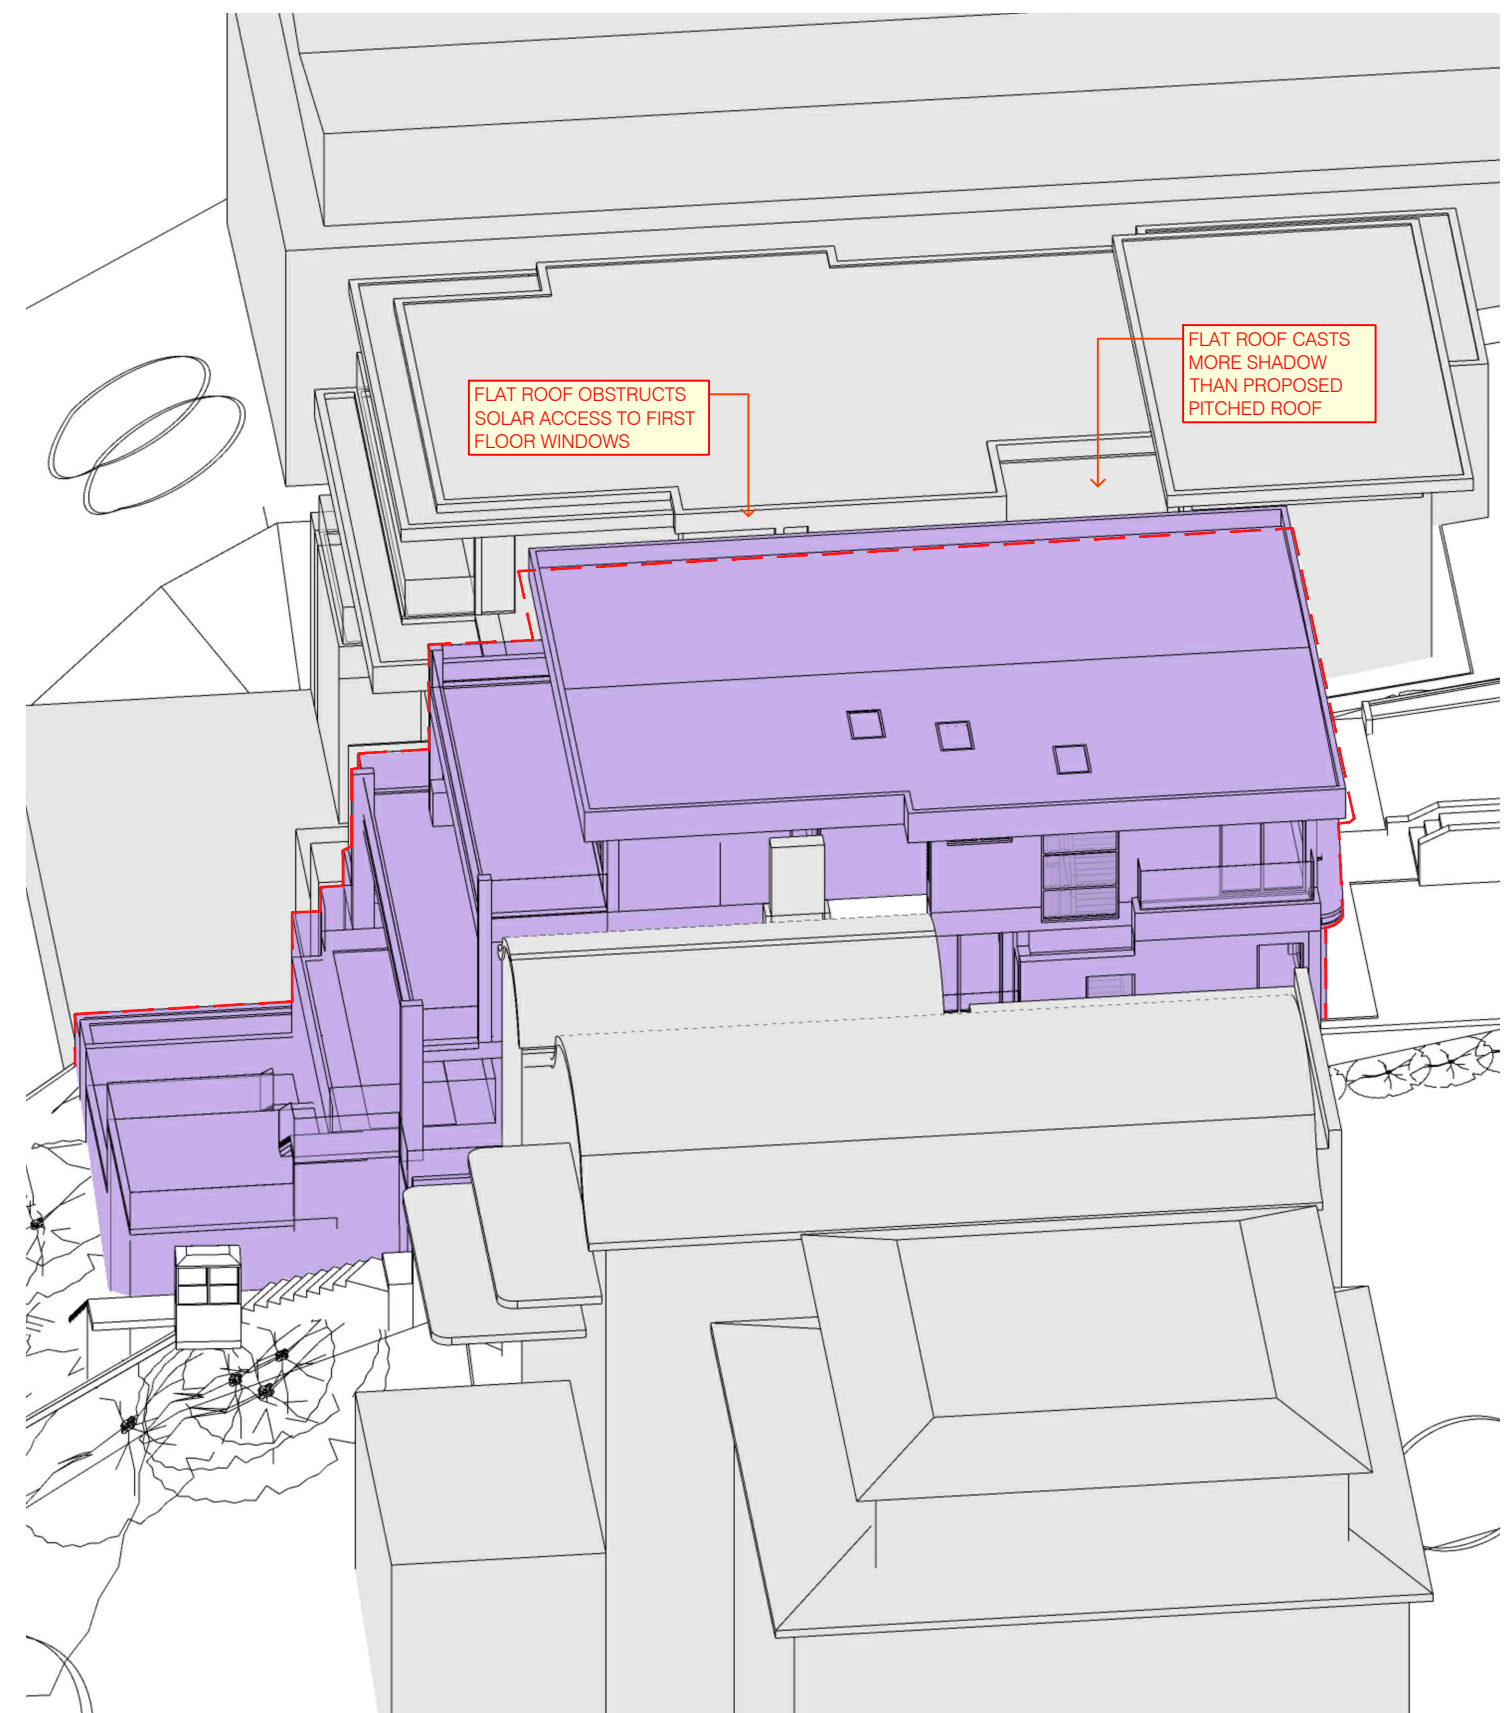 FLAT ROOF OBSTRUCTS
SOLAR ACCESS TO FIRST
FLOOR WINDOWS
FLAT ROOF CASTS
MORE SHADOW
THAN PROPOSED
PITCHED ROOF